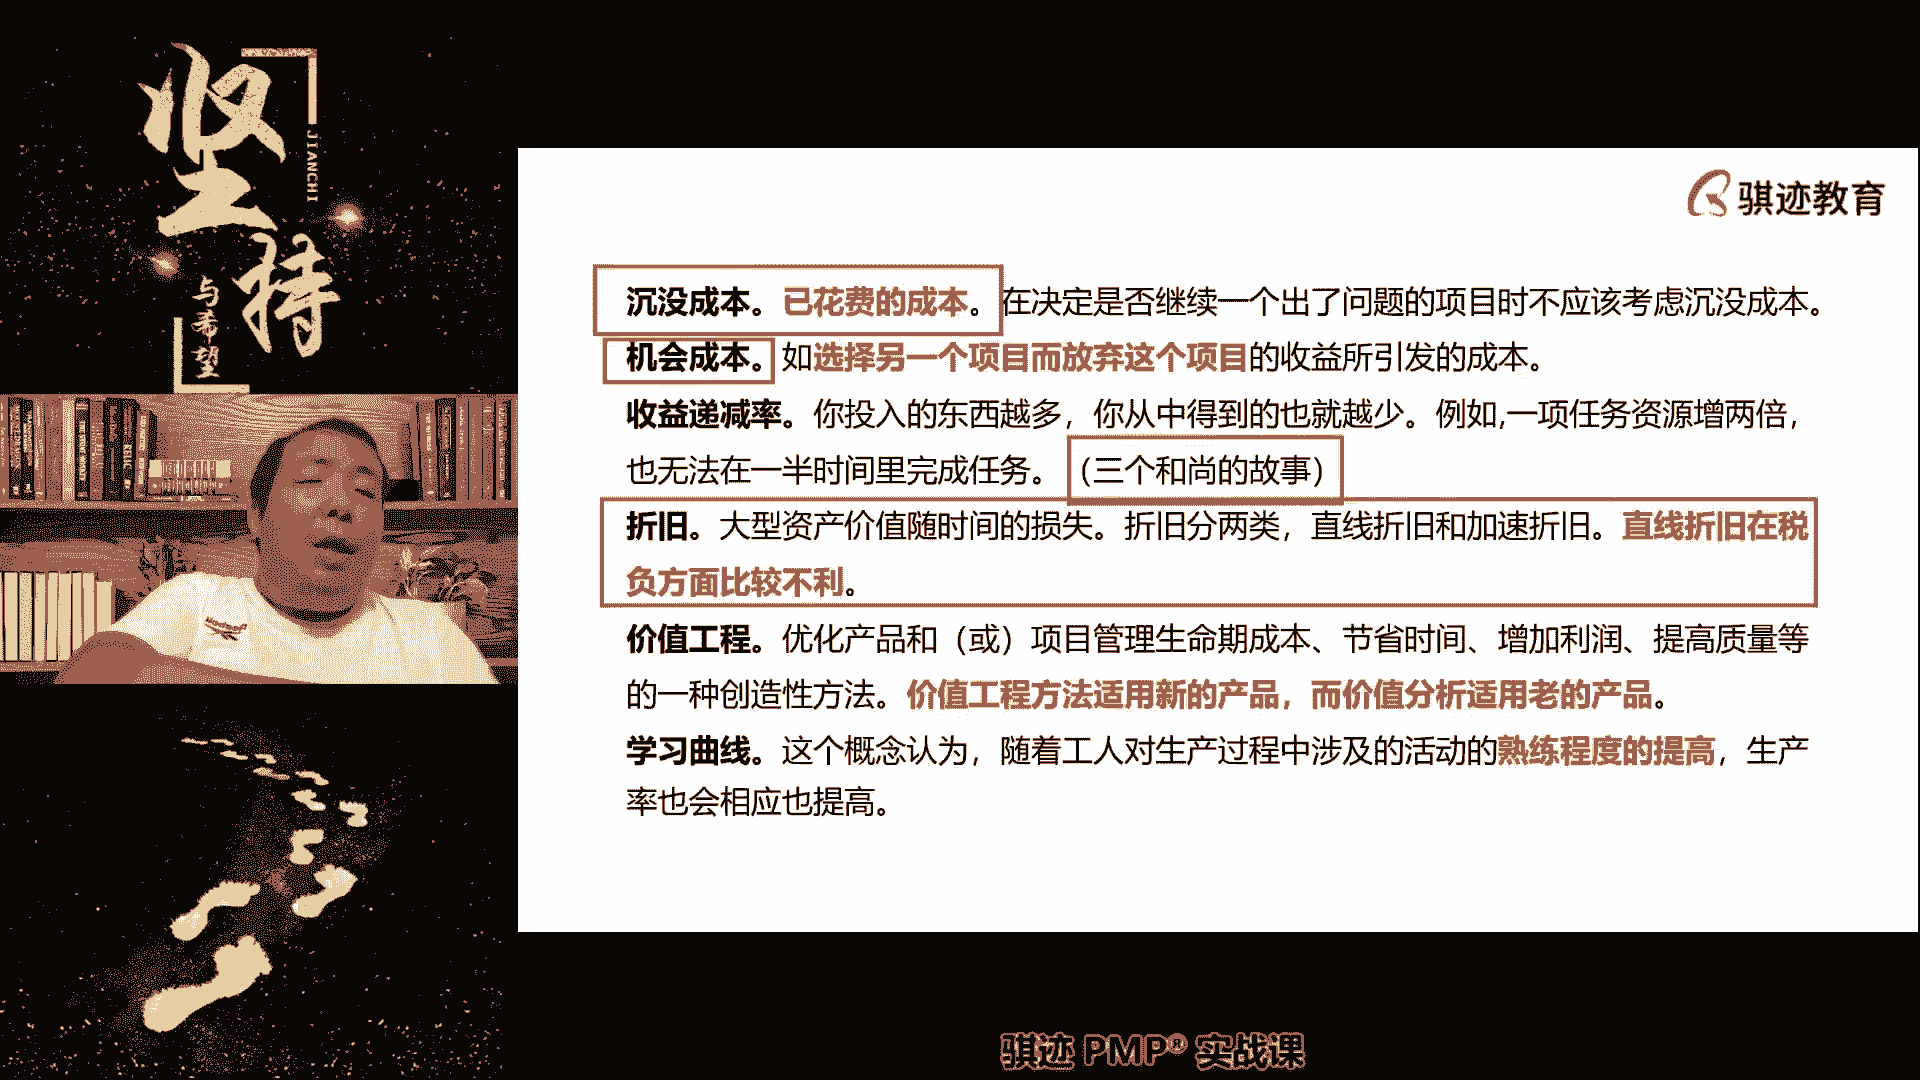 坚持
JIANCHI
与希望
骐迹教育
沉没成本。已花费的成本。在决定是否继续一个出了问题的项目时不应该考虑沉没成本。
机会成本。如选择另一个项目而放弃这个项目的收益所引发的成本。
收益递减率。你投入的东西越多，你从中得到的也就越少。例如,一项任务资源增两倍，
也无法在一半时间里完成任务。（三个和尚的故事）
折旧。大型资产价值随时间的损失。折旧分两类，直线折旧和加速折旧。直线折旧在税
负方面比较不利。
价值工程。优化产品和（或）项目管理生命期成本、节省时间、增加利润、提高质量等
的一种创造性方法。价值工程方法适用新的产品，而价值分析适用老的产品。
学习曲线。这个概念认为，随着工人对生产过程中涉及的活动的熟练程度的提高，生产
率也会相应也提高。
骐迹 PMP® 实战课